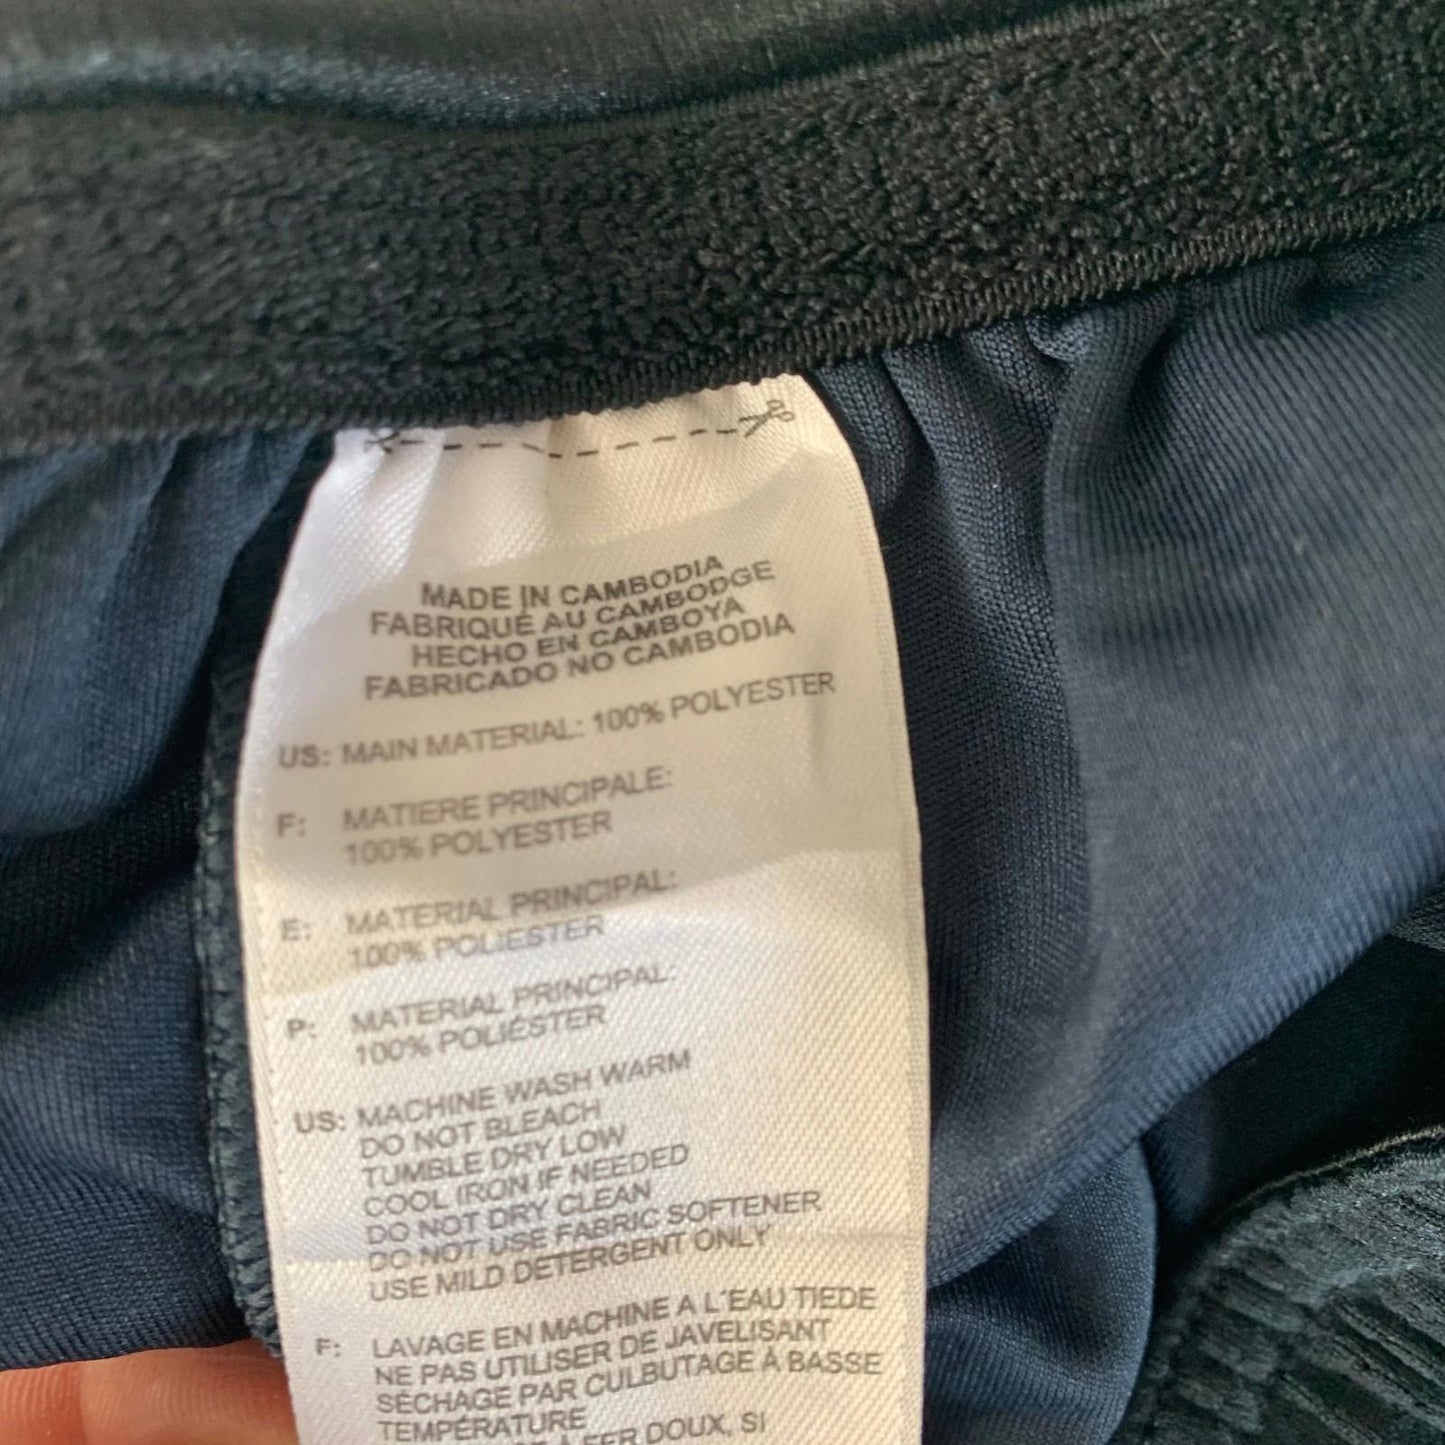 MADE IN CAMBODIA
FABRIQUÉ AU CAMBODGE
HECHO EN CAMBOYA
FABRICADO NO CAMBODIA
US: MAIN MATERIAL: 100% POLYESTER
F: MATIERE PRINCIPALE:
100% POLYESTER
E: MATERIAL PRINCIPAL:
100% POLIESTER
P: MATERIAL PRINCIPAL:
100% POLIÉSTER
US: MACHINE WASH WARM
DO NOT BLEACH
TUMBLE DRY LOW
COOL IRON IF NEEDED
DO NOT DRY CLEAN
DO NOT USE FABRIC SOFTENER
USE MILD DETERGENT ONLY
F: LAVAGE EN MACHINE A L'EAU TIEDE
NE PAS UTILISER DE JAVELISANT
SÉCHAGE PAR CULBUTAGE À BASSE
TEMPÉRATURE
À FER DOUX, SI